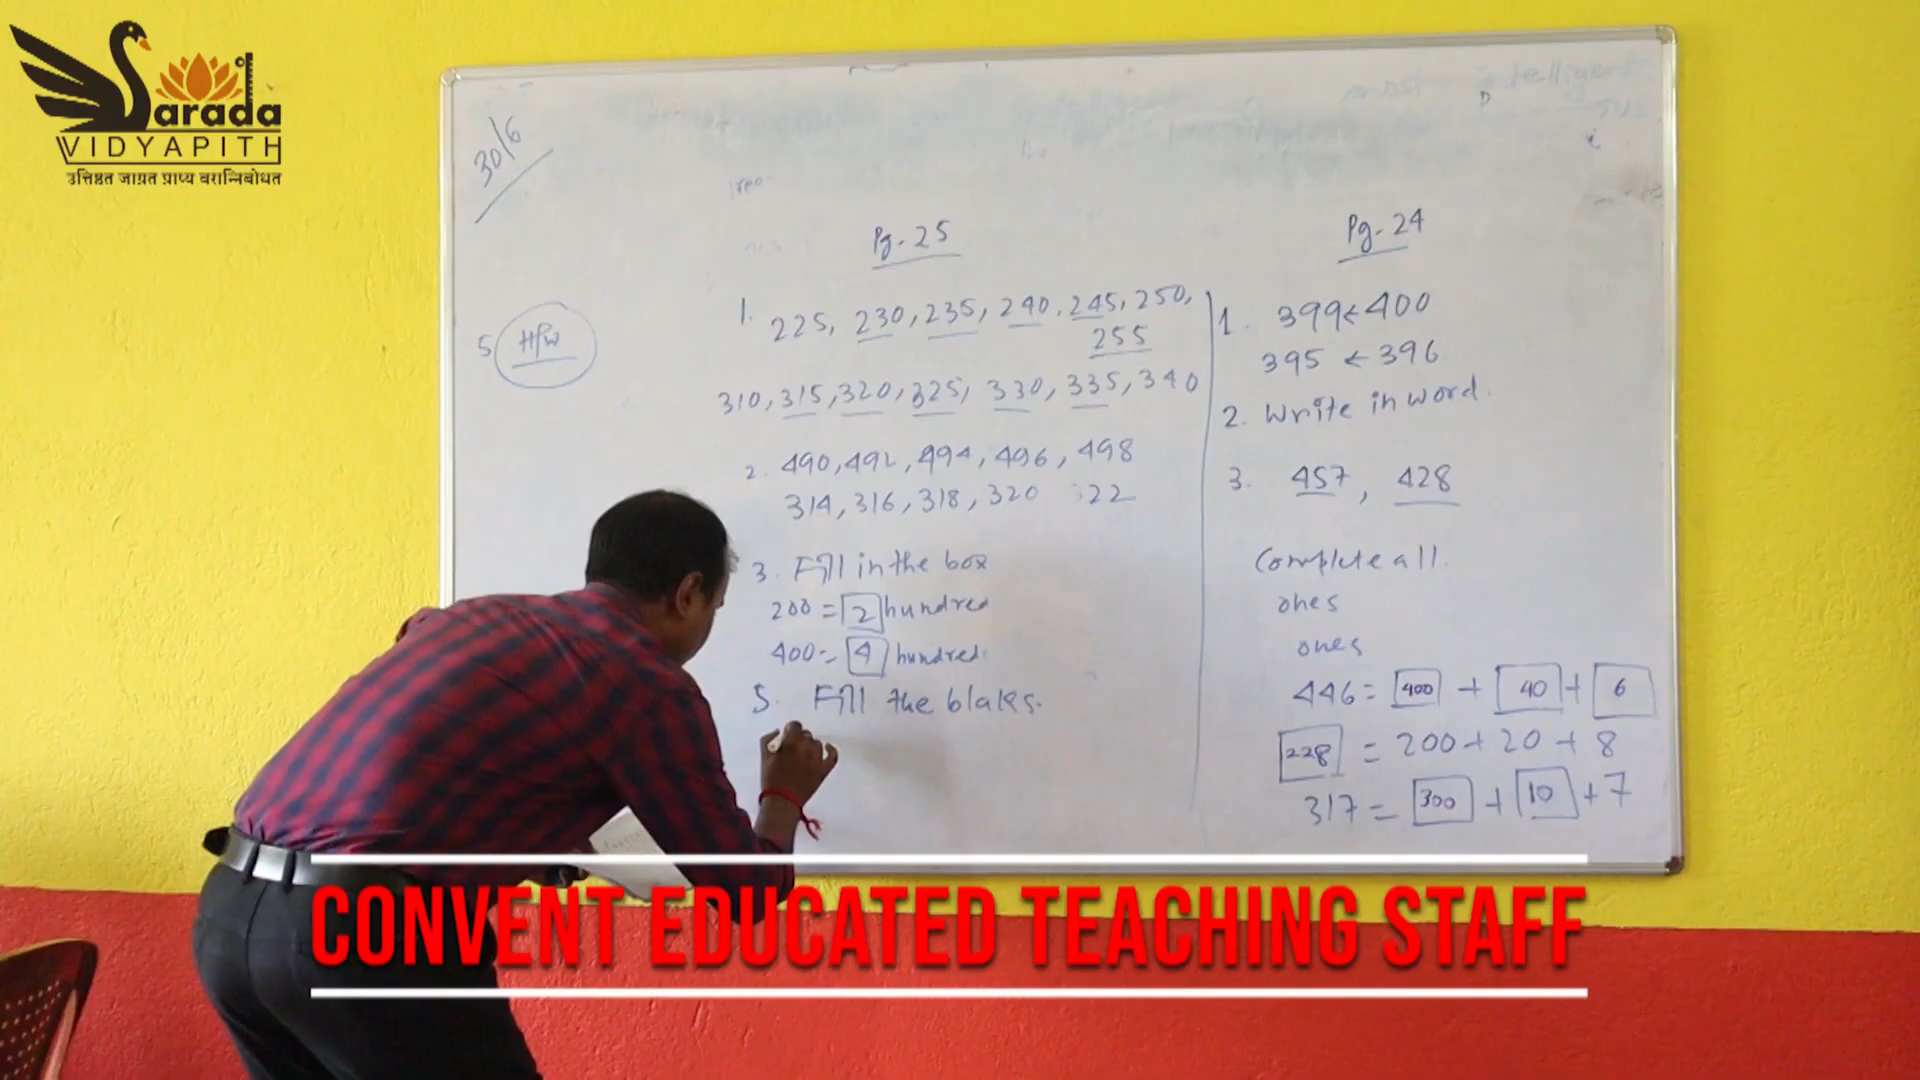 Sarada
VIDYAPITH
उत्तिष्ठत जाग्रत प्राप्य वरान्निबोधत
30/6
5 H/W
Pg. 25
1. 225, 230, 235, 240, 245, 250,
255
310, 315, 320, 325, 330, 335, 340
2. 490, 492, 494, 496, 498
314, 316, 318, 320 322
3. Fill in the box
200 = 2 hundred
400 = 4 hundred
5. Fill the blaks.
Pg. 24
1. 399 < 400
395 < 396
2. Write in word.
3. 457, 428
Complete all.
ones
ones
446 = 400 + 40 + 6
228 = 200 + 20 + 8
317 = 300 + 10 + 7
CONVENT EDUCATED TEACHING STAFF